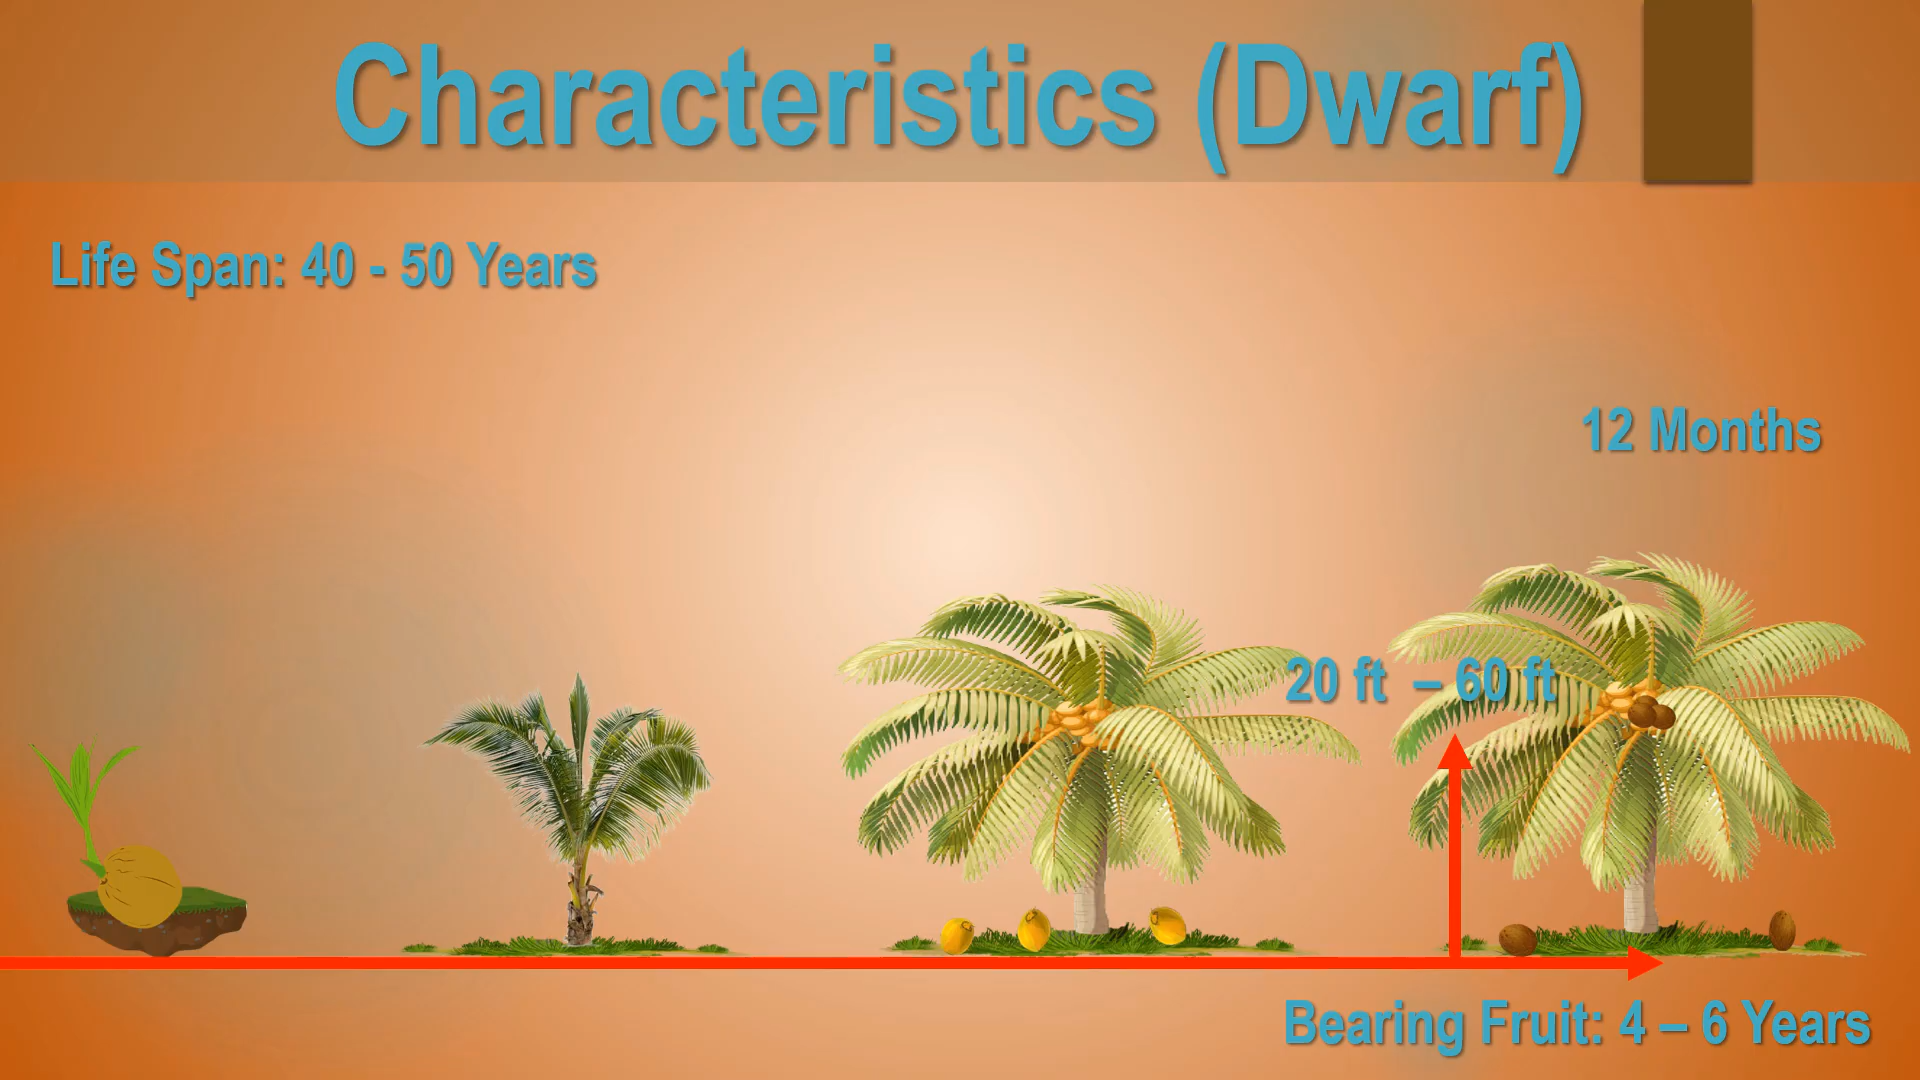 Characteristics (Dwarf)
Life Span: 40 - 50 Years
12 Months
20 ft – 60 ft
Bearing Fruit: 4 – 6 Years